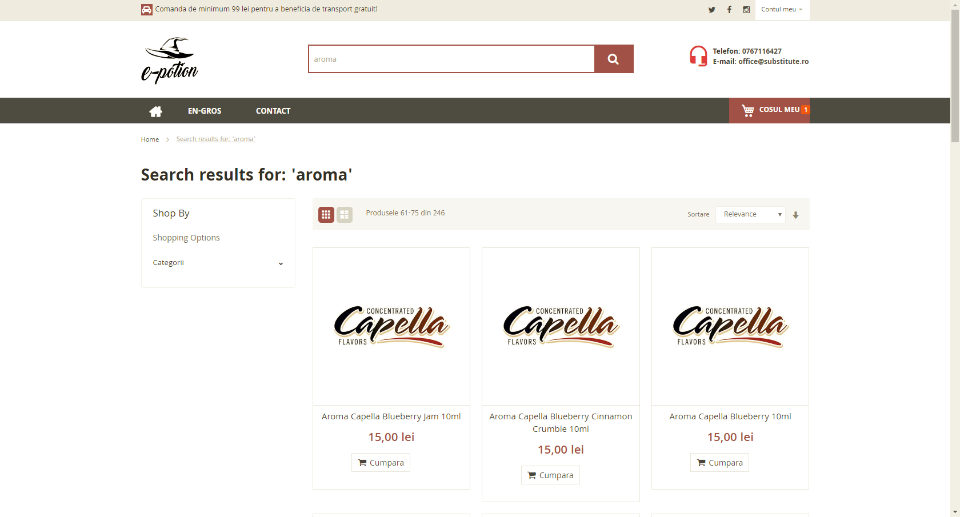 Comanda de minimum 99 lei pentru a beneficia de transport gratuit!
Contul meu
e-potion
aroma
Telefon: 0767116427
E-mail: office@substitute.ro
EN-GROS
CONTACT
COSUL MEU 1
Home
Search results for: 'aroma'
Search results for: 'aroma'
Shop By
Shopping Options
Categorii
Produsele 61-75 din 246
Sortare
Relevance
CONCENTRATED
Capella
FLAVORS
CONCENTRATED
Capella
FLAVORS
CONCENTRATED
Capella
FLAVORS
Aroma Capella Blueberry Jam 10ml
15,00 lei
Cumpara
Aroma Capella Blueberry Cinnamon
Crumble 10ml
15,00 lei
Cumpara
Aroma Capella Blueberry 10ml
15,00 lei
Cumpara